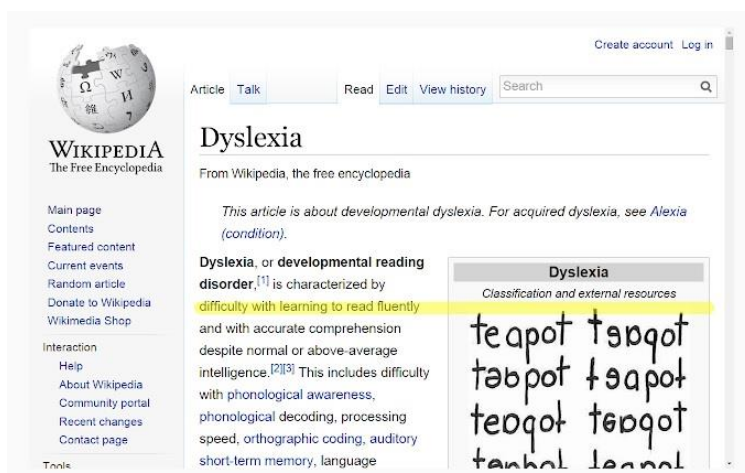 Create account Log in
Article Talk Read Edit View history Search
WIKIPEDIA
The Free Encyclopedia
Main page
Contents
Featured content
Current events
Random article
Donate to Wikipedia
Wikimedia Shop
Interaction
Help
About Wikipedia
Community portal
Recent changes
Contact page
Tools
Dyslexia
From Wikipedia, the free encyclopedia
This article is about developmental dyslexia. For acquired dyslexia, see Alexia
(condition).
Dyslexia, or developmental reading
disorder,[1] is characterized by
difficulty with learning to read fluently
and with accurate comprehension
despite normal or above-average
intelligence.[2][3] This includes difficulty
with phonological awareness,
phonological decoding, processing
speed, orthographic coding, auditory
short-term memory, language
Dyslexia
Classification and external resources
teapot